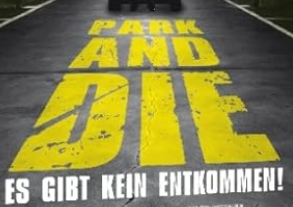 PARK
AND
DIE
ES GIBT KEIN ENTKOMMEN!